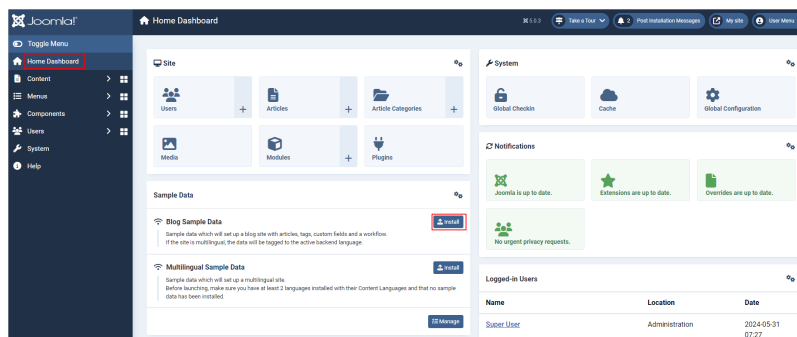 Joomla!
Home Dashboard
5.0.3
Take a Tour
2 Post Installation Messages
My site
User Menu
Toggle Menu
Home Dashboard
Content
Menus
Components
Users
System
Help
Site
Users
Articles
Article Categories
Media
Modules
Plugins
Sample Data
Blog Sample Data
Install
Sample data which will set up a blog site with articles, tags, custom fields and a workflow.
If the site is multilingual, the data will be tagged to the active backend language.
Multilingual Sample Data
Install
Sample data which will set up a multilingual site.
Before launching, make sure you have at least 2 languages installed with their Content Languages and that no sample
data has been installed.
Manage
System
Global Checkin
Cache
Global Configuration
Notifications
Joomla is up to date.
Extensions are up to date.
Overrides are up to date.
No urgent privacy requests.
Logged-in Users
Name Location Date
Super User Administration 2024-05-31
07:27